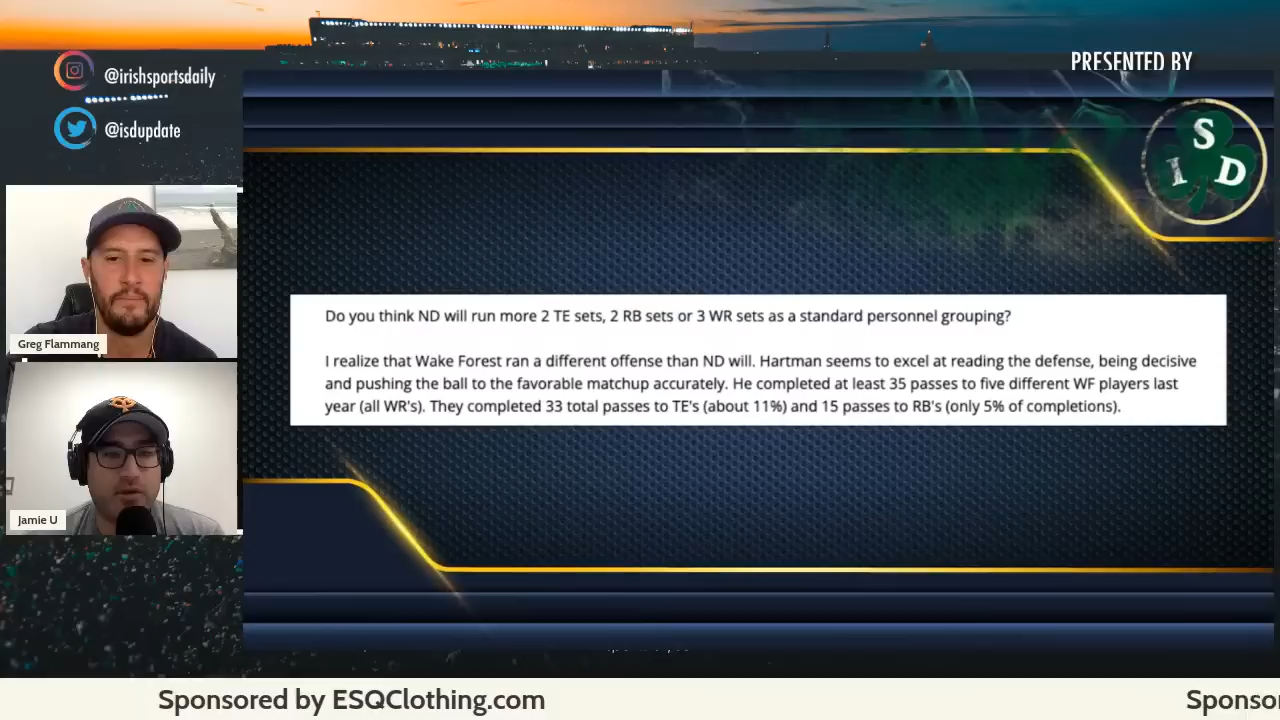 @irishsportsdaily
@isdupdate
PRESENTED BY
S
I D
Do you think ND will run more 2 TE sets, 2 RB sets or 3 WR sets as a standard personnel grouping?
I realize that Wake Forest ran a different offense than ND will. Hartman seems to excel at reading the defense, being decisive
and pushing the ball to the favorable matchup accurately. He completed at least 35 passes to five different WF players last
year (all WR's). They completed 33 total passes to TE's (about 11%) and 15 passes to RB's (only 5% of completions).
Greg Flammang
Jamie U
Sponsored by ESQClothing.com
Sponso